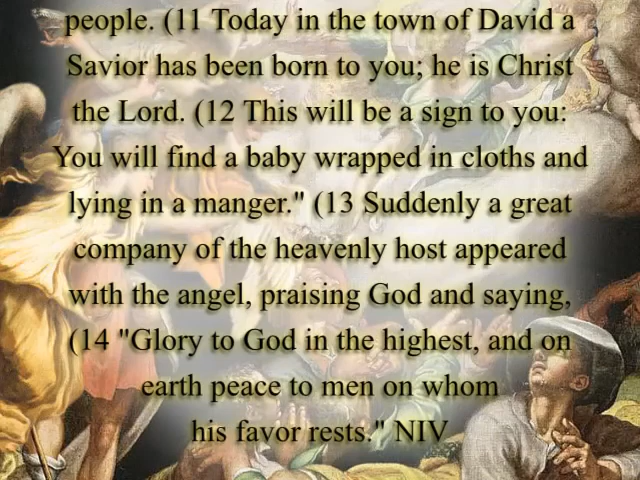 people. (11 Today in the town of David a
Savior has been born to you; he is Christ
the Lord. (12 This will be a sign to you:
You will find a baby wrapped in cloths and
lying in a manger." (13 Suddenly a great
company of the heavenly host appeared
with the angel, praising God and saying,
(14 "Glory to God in the highest, and on
earth peace to men on whom
his favor rests." NIV